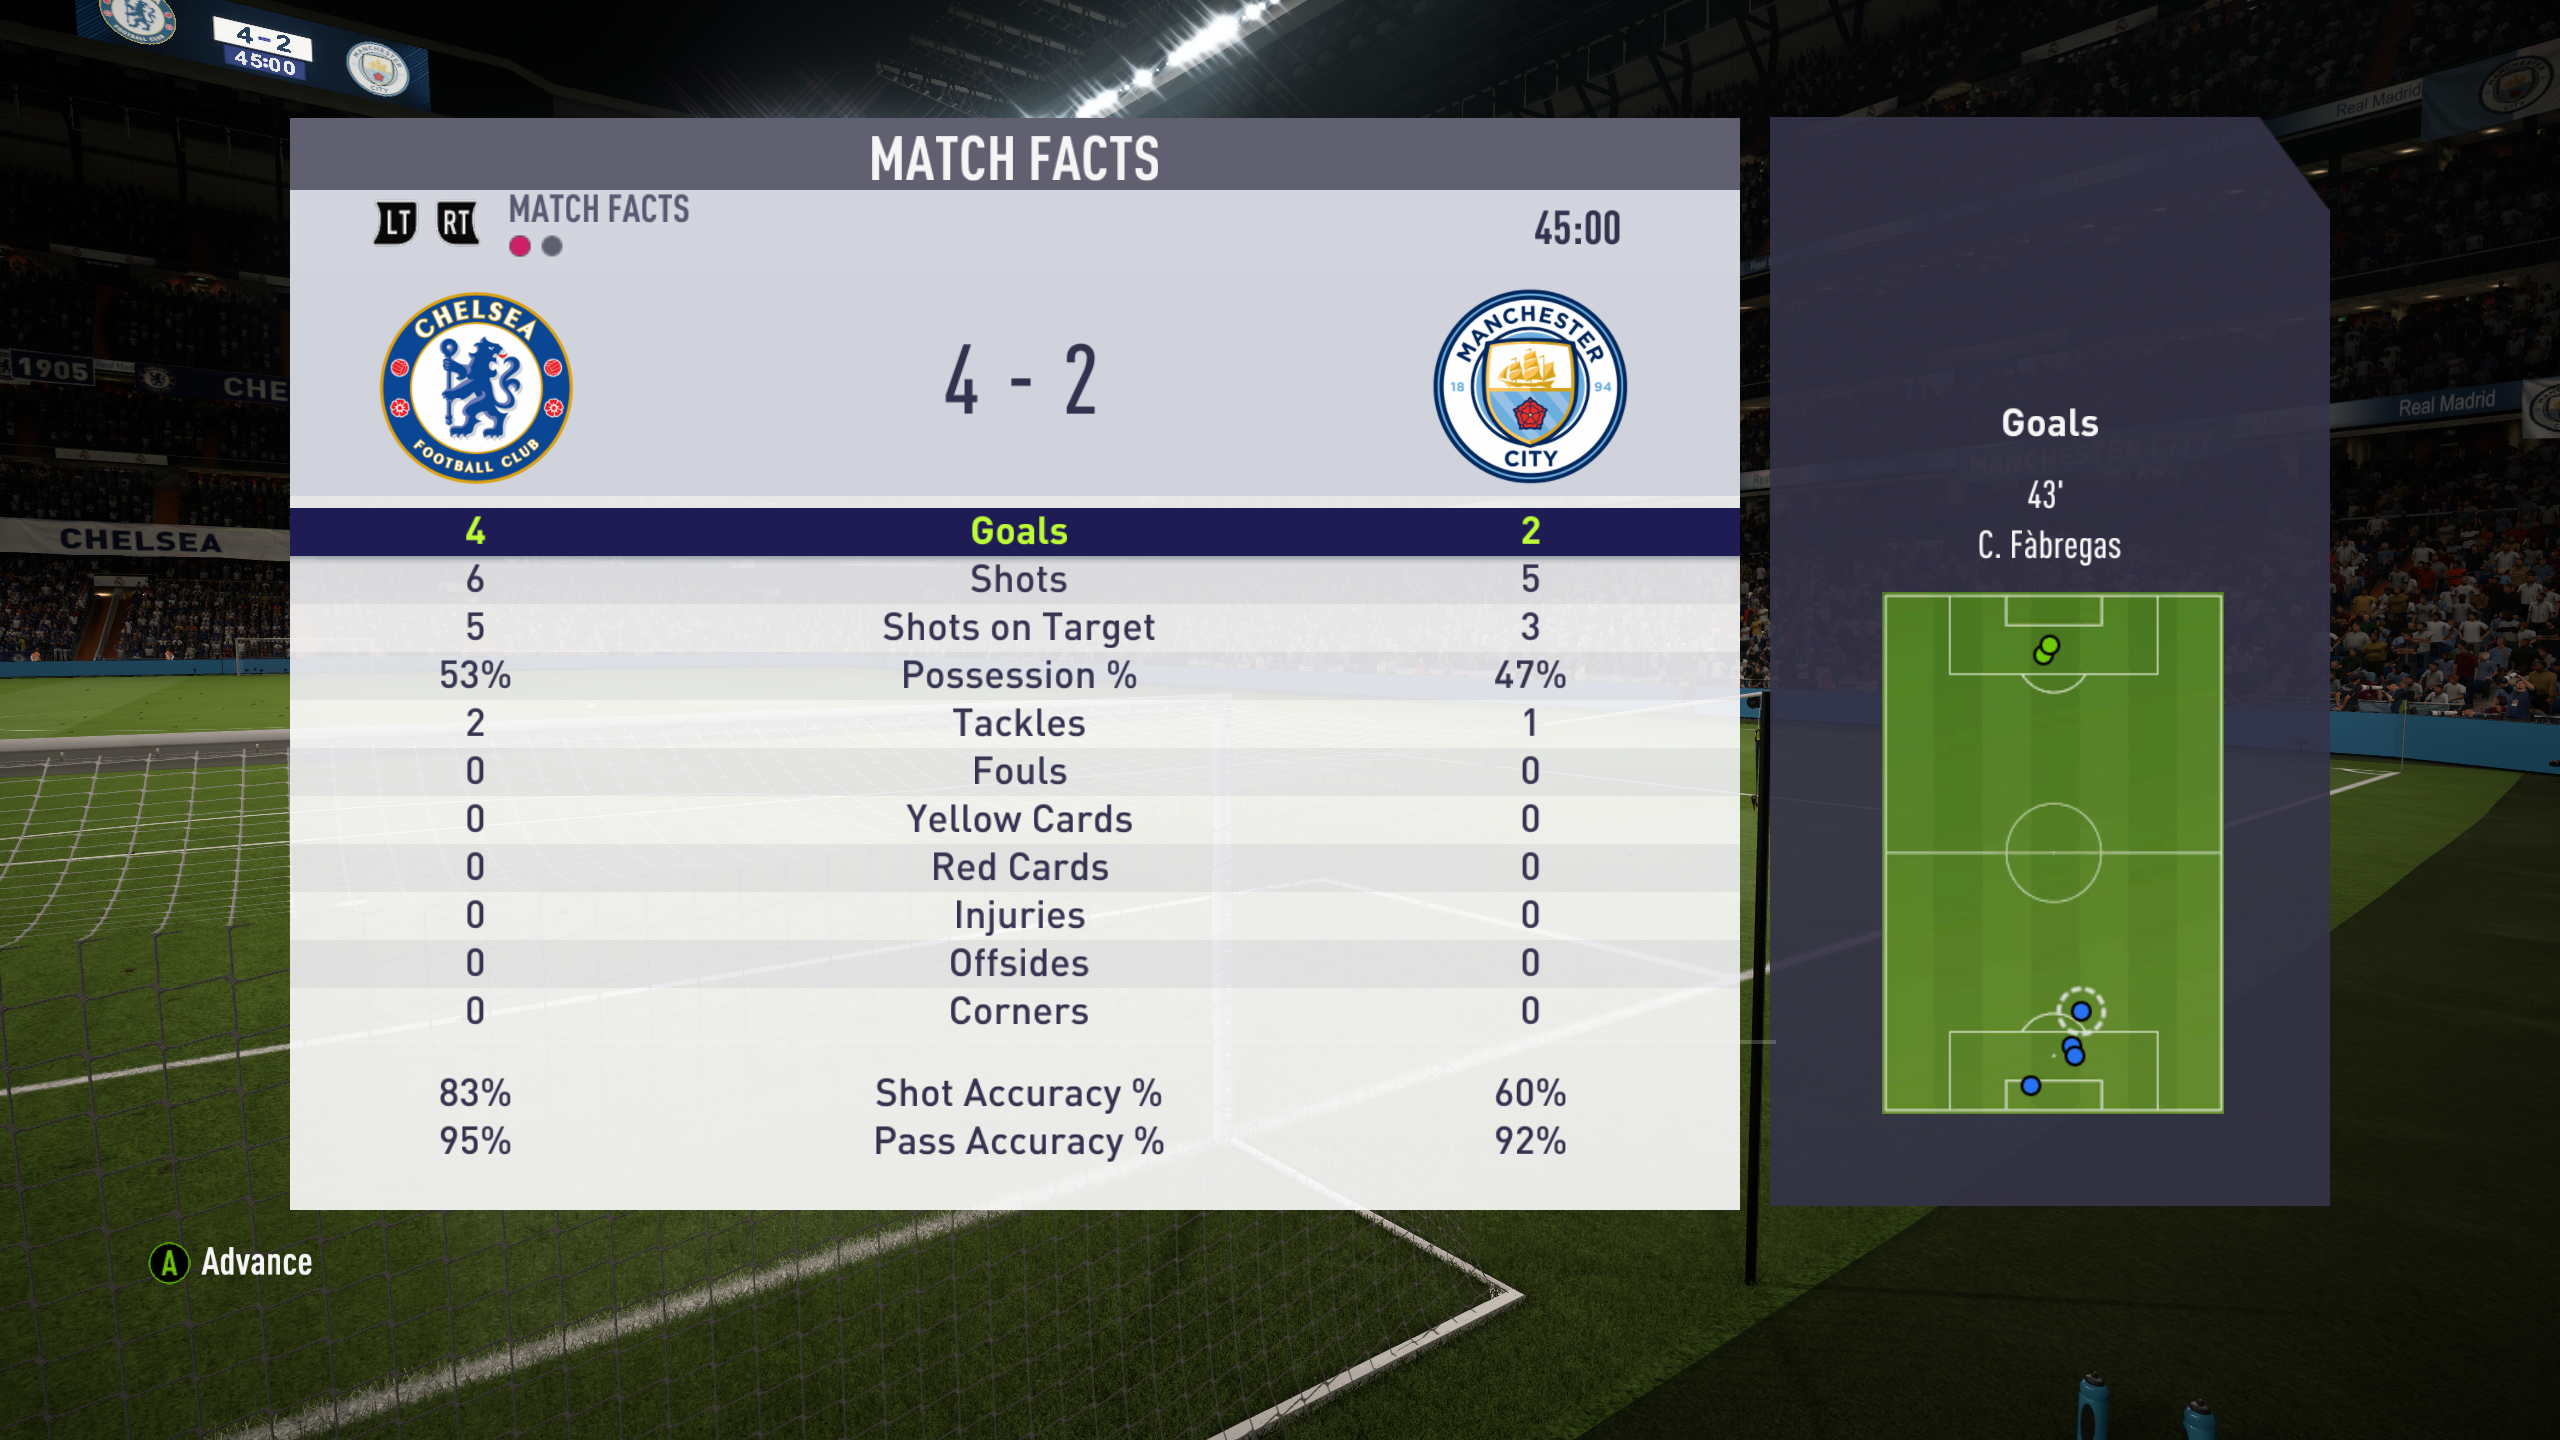 4-2
45:00
Real Madrid
MATCH FACTS
LT RT MATCH FACTS 45:00
CHELSEA
FOOTBALL CLUB
4 - 2
MANCHESTER
18 94
CITY
4 Goals 2
6 Shots 5
5 Shots on Target 3
53% Possession % 47%
2 Tackles 1
0 Fouls 0
0 Yellow Cards 0
0 Red Cards 0
0 Injuries 0
0 Offsides 0
0 Corners 0
83% Shot Accuracy % 60%
95% Pass Accuracy % 92%
Goals
43'
C. Fàbregas
1905
CHE
CHELSEA
Real Madrid
A Advance